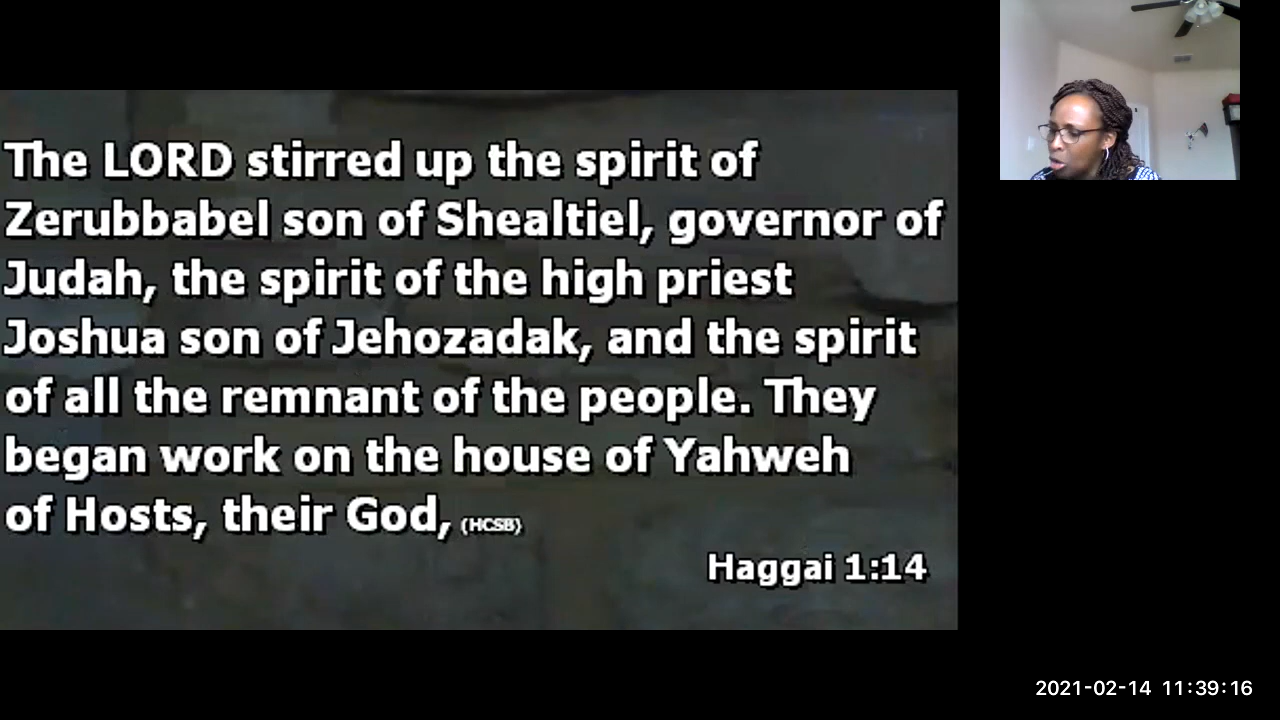 The LORD stirred up the spirit of
Zerubbabel son of Shealtiel, governor of
Judah, the spirit of the high priest
Joshua son of Jehozadak, and the spirit
of all the remnant of the people. They
began work on the house of Yahweh
of Hosts, their God, (HCSB)
Haggai 1:14
2021-02-14 11:39:16